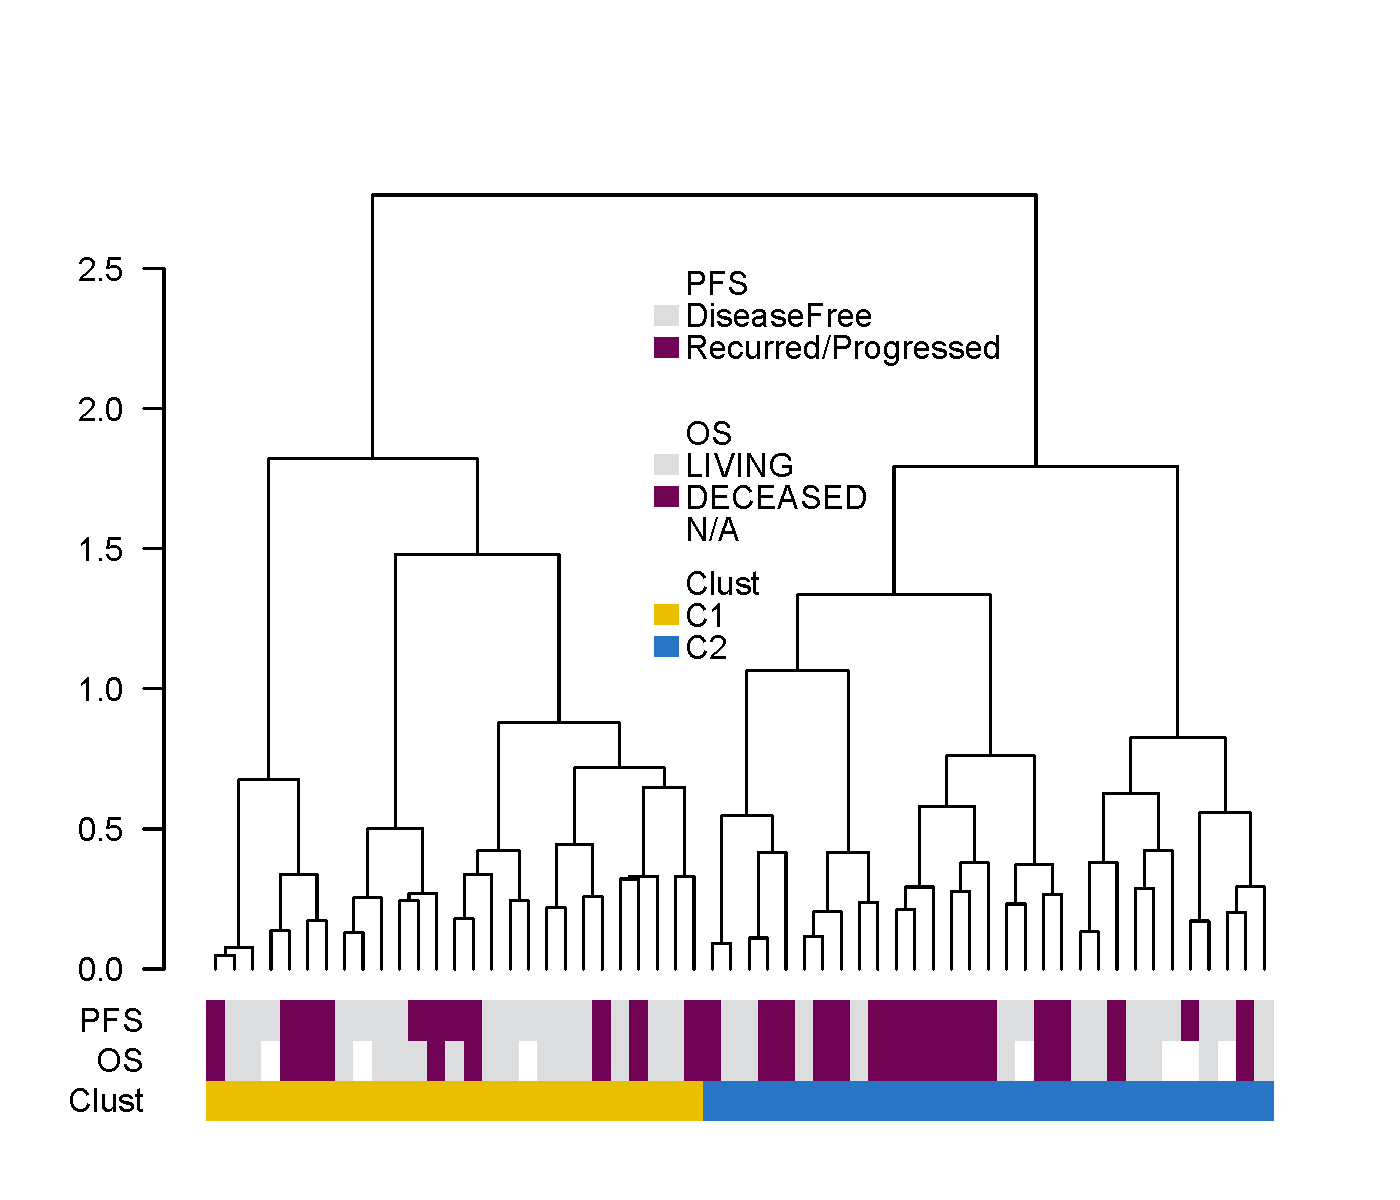 2.5
2.0
1.5
1.0
0.5
0.0
PFS
DiseaseFree
Recurred/Progressed
OS
LIVING
DECEASED
N/A
Clust
C1
C2
PFS
OS
Clust